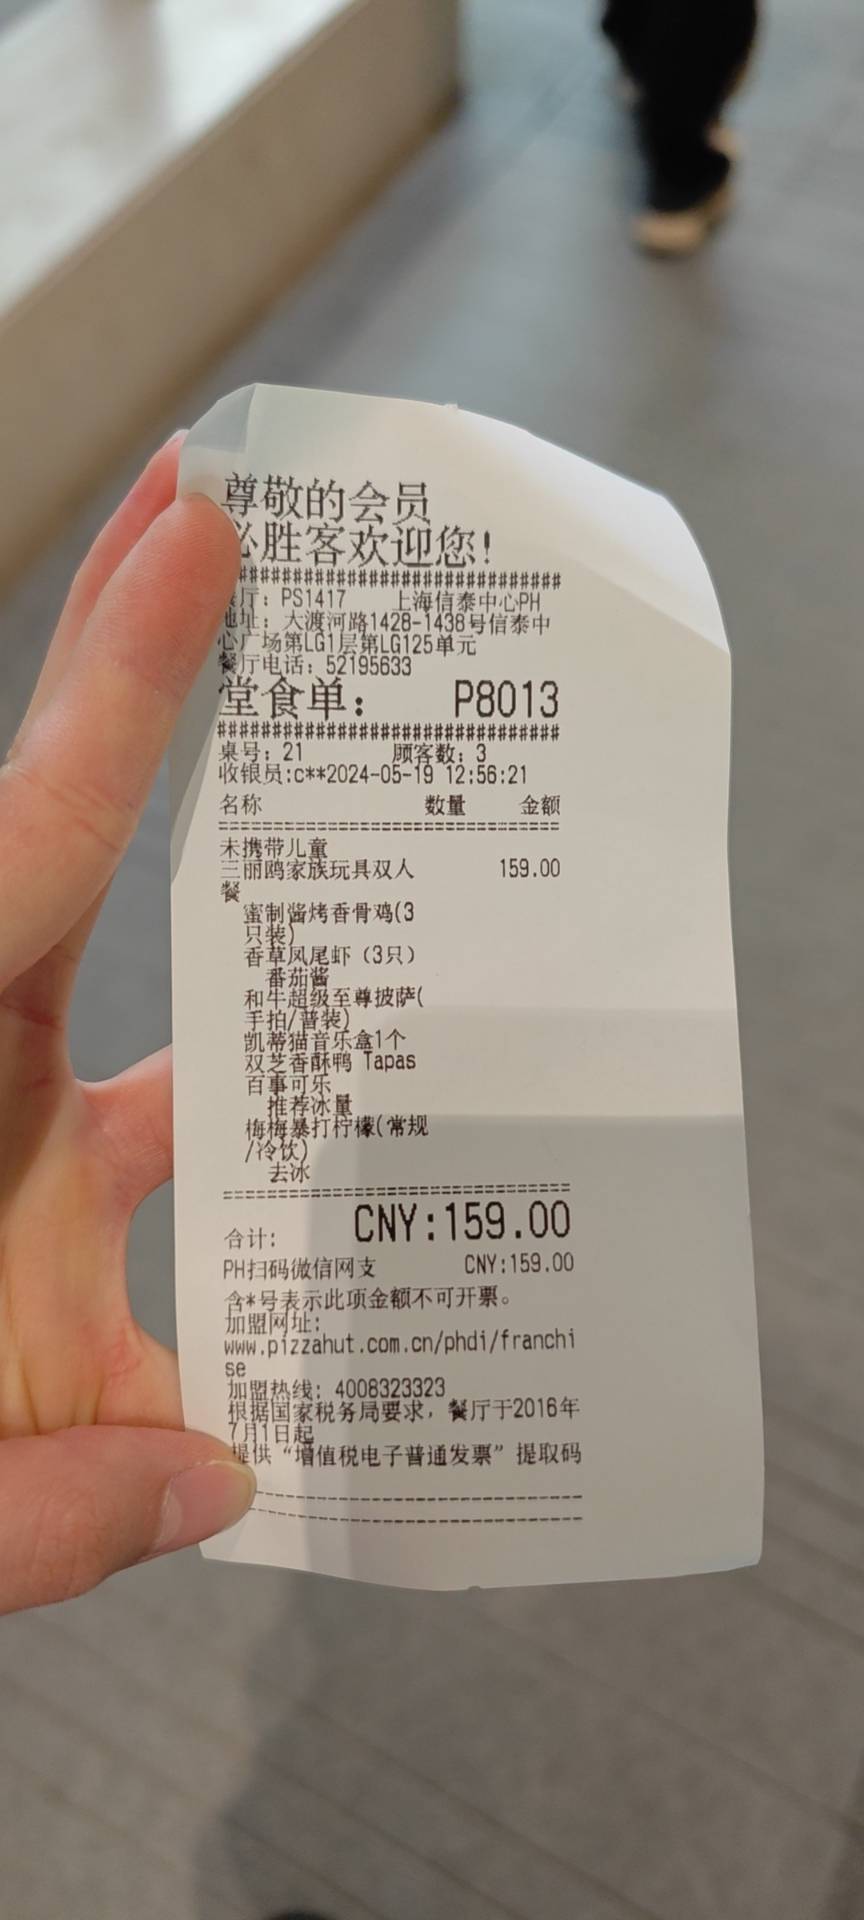 尊敬的会员
必胜客欢迎您!
##############################
餐厅: PS1417 上海信泰中心PH
地址: 大渡河路1428-1438号信泰中
心广场第LG1层第LG125单元
餐厅电话: 52195633
堂食单: P8013
##############################
桌号: 21 顾客数: 3
收银员:c**2024-05-19 12:56:21
名称 数量 金额
==============================
未携带儿童
三丽鸥家族玩具双人 159.00
餐
蜜制酱烤香骨鸡(3
只装)
香草凤尾虾 (3只)
番茄酱
和牛超级至尊披萨(
手拍/普装)
凯蒂猫音乐盒1个
双芝香酥鸭 Tapas
百事可乐
推荐冰量
梅梅暴打柠檬(常规
/冷饮)
去冰
==============================
合计: CNY:159.00
PH扫码微信网支 CNY:159.00
含*号表示此项金额不可开票。
加盟网址:
www.pizzahut.com.cn/phdi/franchi
se
加盟热线: 4008323323
根据国家税务局要求, 餐厅于2016年
7月1日起
提供“增值税电子普通发票”提取码
------------------------------
------------------------------